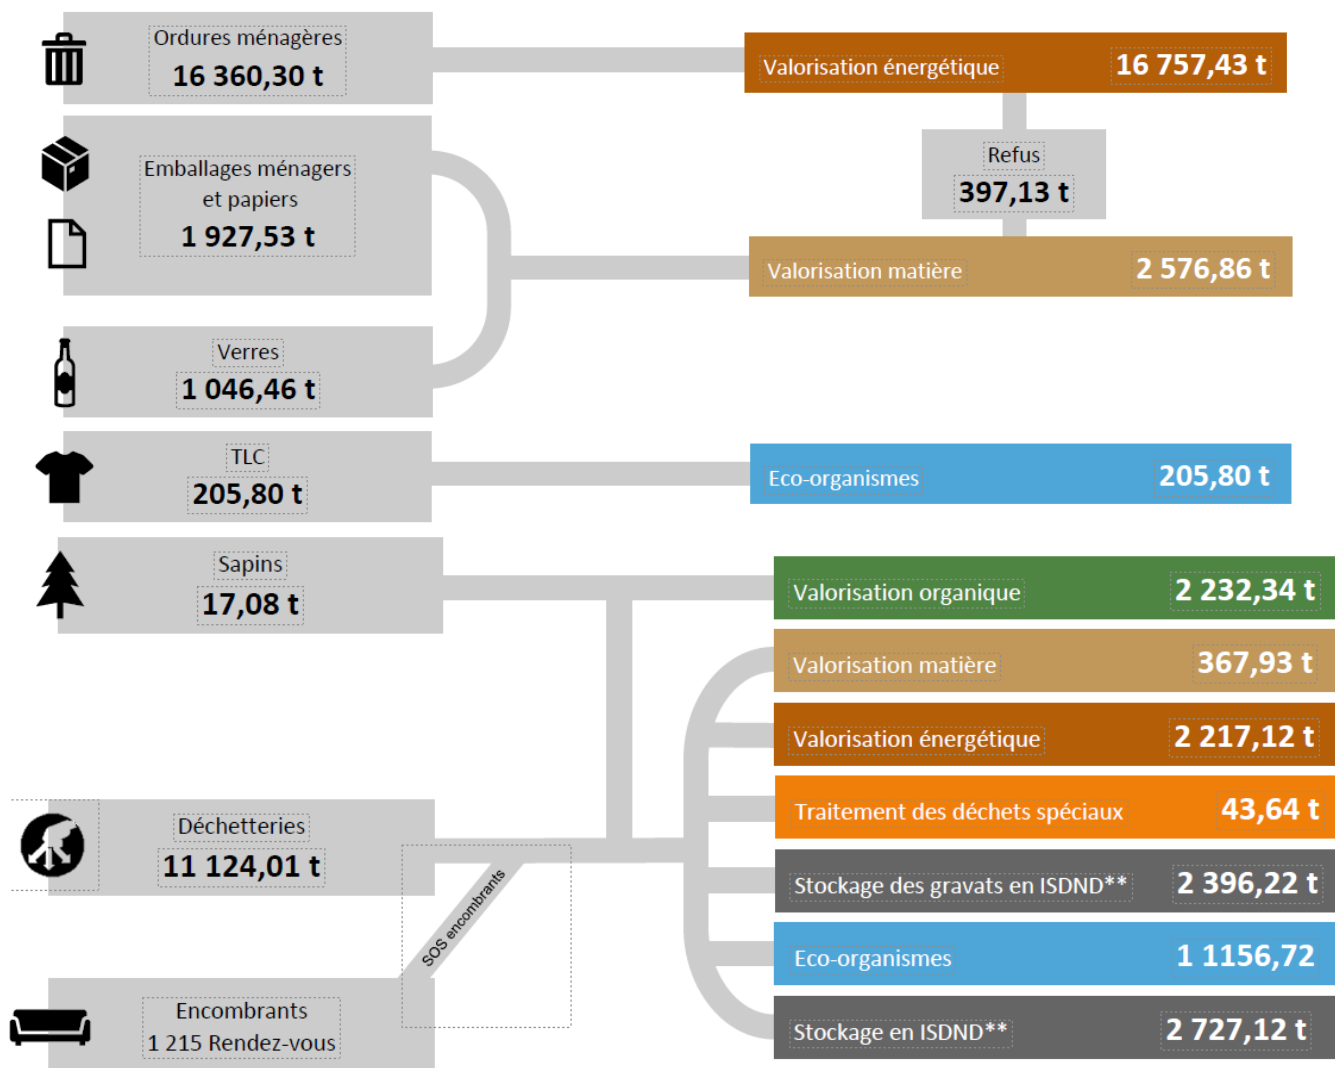 Ordures ménagères
16 360,30 t
Valorisation énergétique 16 757,43 t
Refus
397,13 t
Emballages ménagers
et papiers
1 927,53 t
Valorisation matière 2 576,86 t
Verres
1 046,46 t
TLC
205,80 t
Eco-organismes 205,80 t
Sapins
17,08 t
Valorisation organique 2 232,34 t
Valorisation matière 367,93 t
Valorisation énergétique 2 217,12 t
Déchetteries
11 124,01 t
Traitement des déchets spéciaux 43,64 t
Stockage des gravats en ISDND** 2 396,22 t
SOS encombrants
Eco-organismes 1 1156,72
Encombrants
1 215 Rendez-vous
Stockage en ISDND** 2 727,12 t